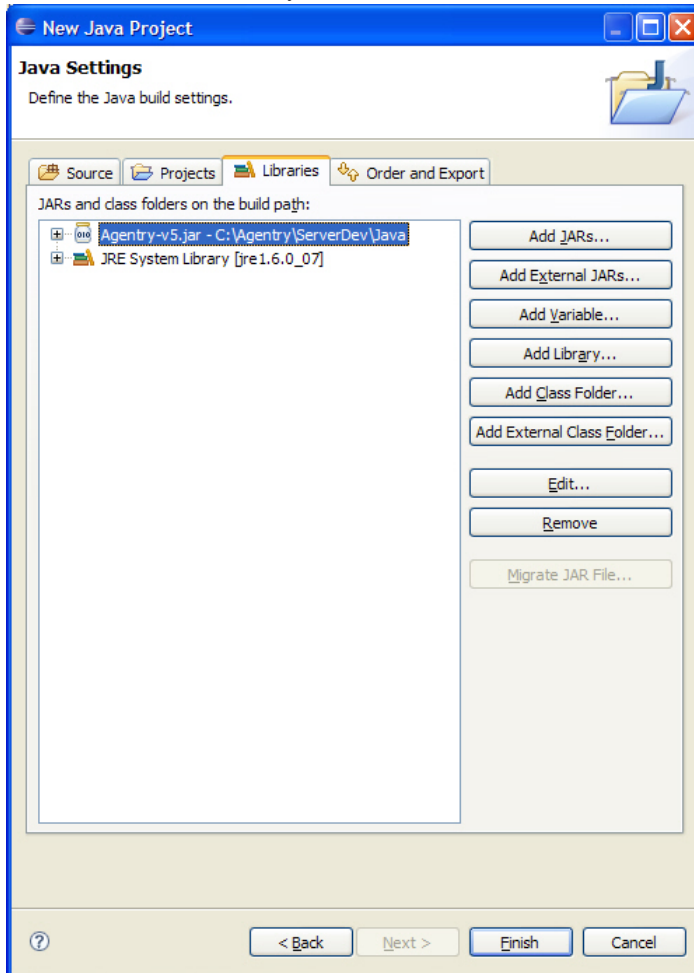 New Java Project
Java Settings
Define the Java build settings.
Source Projects Libraries Order and Export
JARs and class folders on the build path:
Agentry-v5.jar - C:\Agentry\ServerDev\Java
JRE System Library [jre1.6.0_07]
Add JARs...
Add External JARs...
Add Variable...
Add Library...
Add Class Folder...
Add External Class Folder...
Edit...
Remove
Migrate JAR File...
< Back Next > Finish Cancel